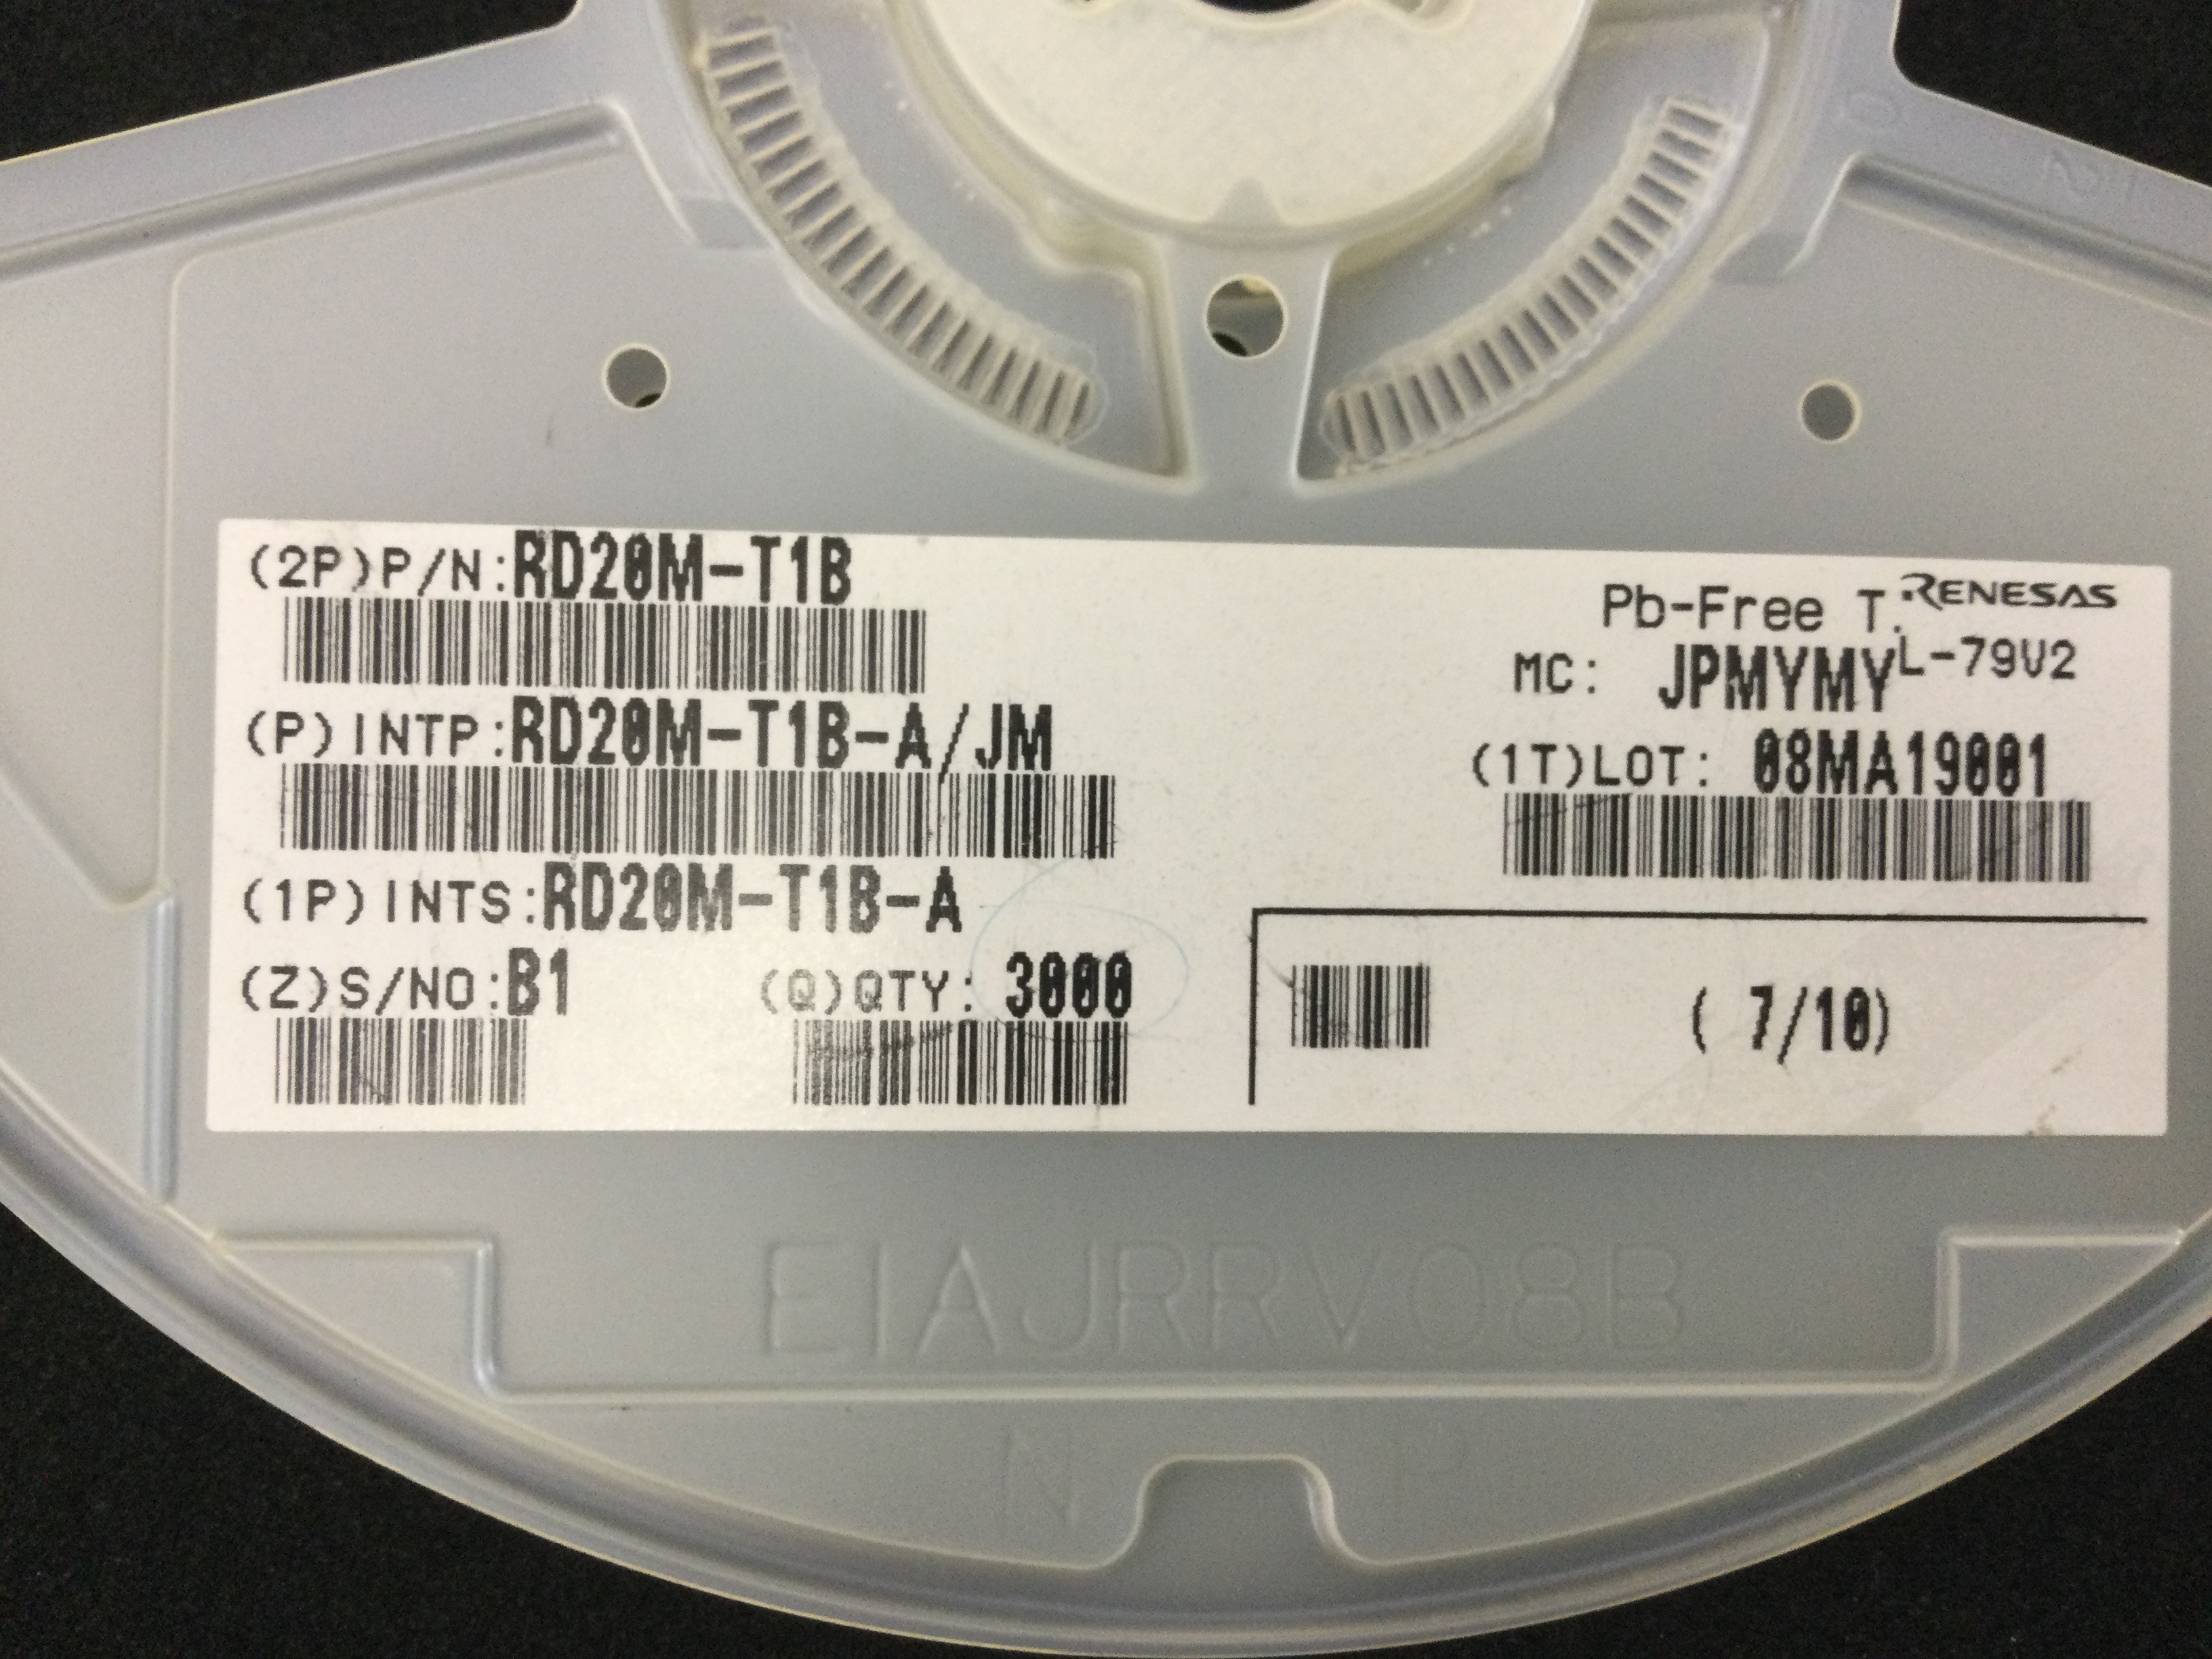 (2P)P/N:RD20M-T1B
Pb-Free T. RENESAS
MC: JPMYMY L-79V2
(P)INTP:RD20M-T1B-A/JM
(1T)LOT: 08MA19001
(1P)INTS:RD20M-T1B-A
(Z)S/NO:B1 (Q)QTY: 3000
( 7/10)
EIAJRRV08B
N P